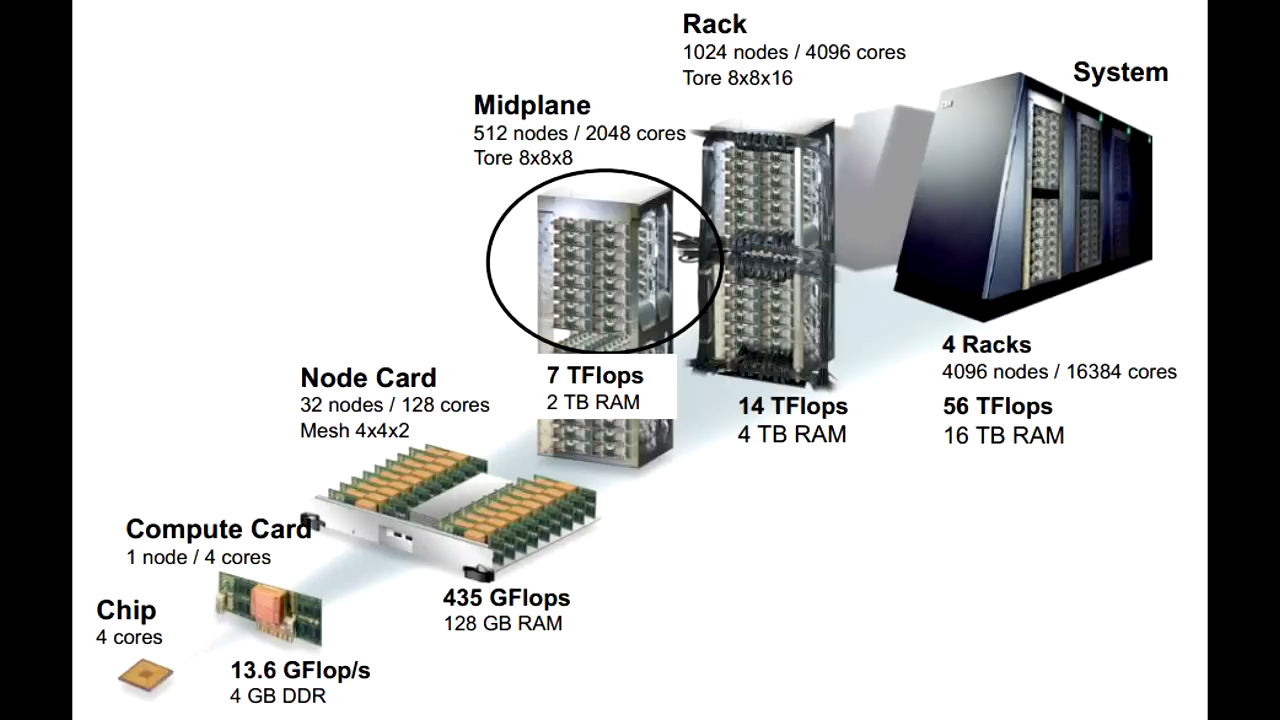 Rack
1024 nodes / 4096 cores
Tore 8x8x16
System
Midplane
512 nodes / 2048 cores
Tore 8x8x8
4 Racks
4096 nodes / 16384 cores
56 TFlops
16 TB RAM
7 TFlops
2 TB RAM
14 TFlops
4 TB RAM
Node Card
32 nodes / 128 cores
Mesh 4x4x2
Compute Card
1 node / 4 cores
435 GFlops
128 GB RAM
Chip
4 cores
13.6 GFlop/s
4 GB DDR